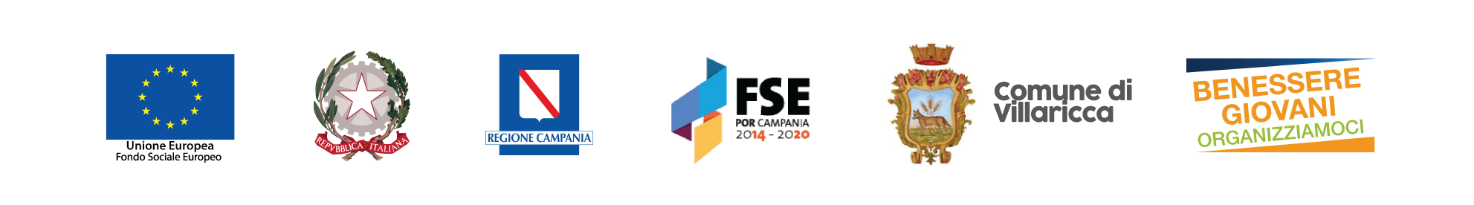 Unione Europea
Fondo Sociale Europeo
REPVBBLICA ITALIANA
REGIONE CAMPANIA
FSE
POR CAMPANIA
2014 - 2020
Comune di
Villaricca
BENESSERE
GIOVANI
ORGANIZZIAMOCI